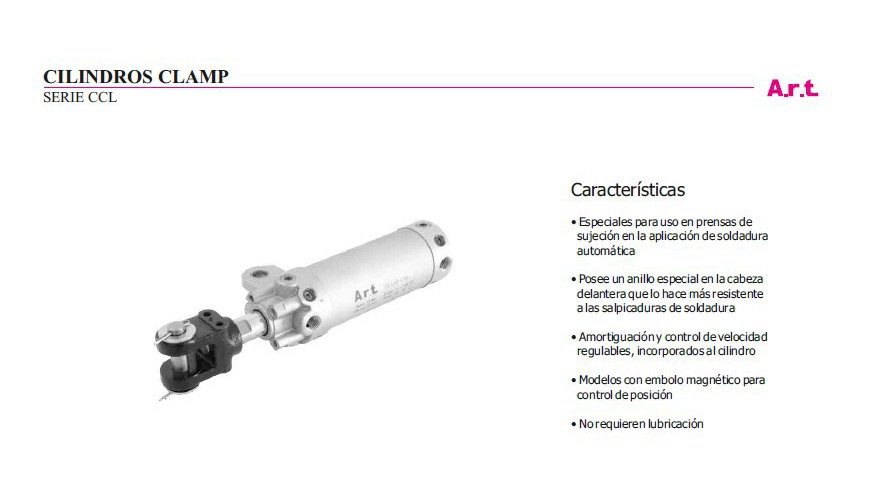 CILINDROS CLAMP
SERIE CCL
A.r.t.
Características
• Especiales para uso en prensas de
sujeción en la aplicación de soldadura
automática
• Posee un anillo especial en la cabeza
delantera que lo hace más resistente
a las salpicaduras de soldadura
• Amortiguación y control de velocidad
regulables, incorporados al cilindro
• Modelos con embolo magnético para
control de posición
• No requieren lubricación
A.r.t.